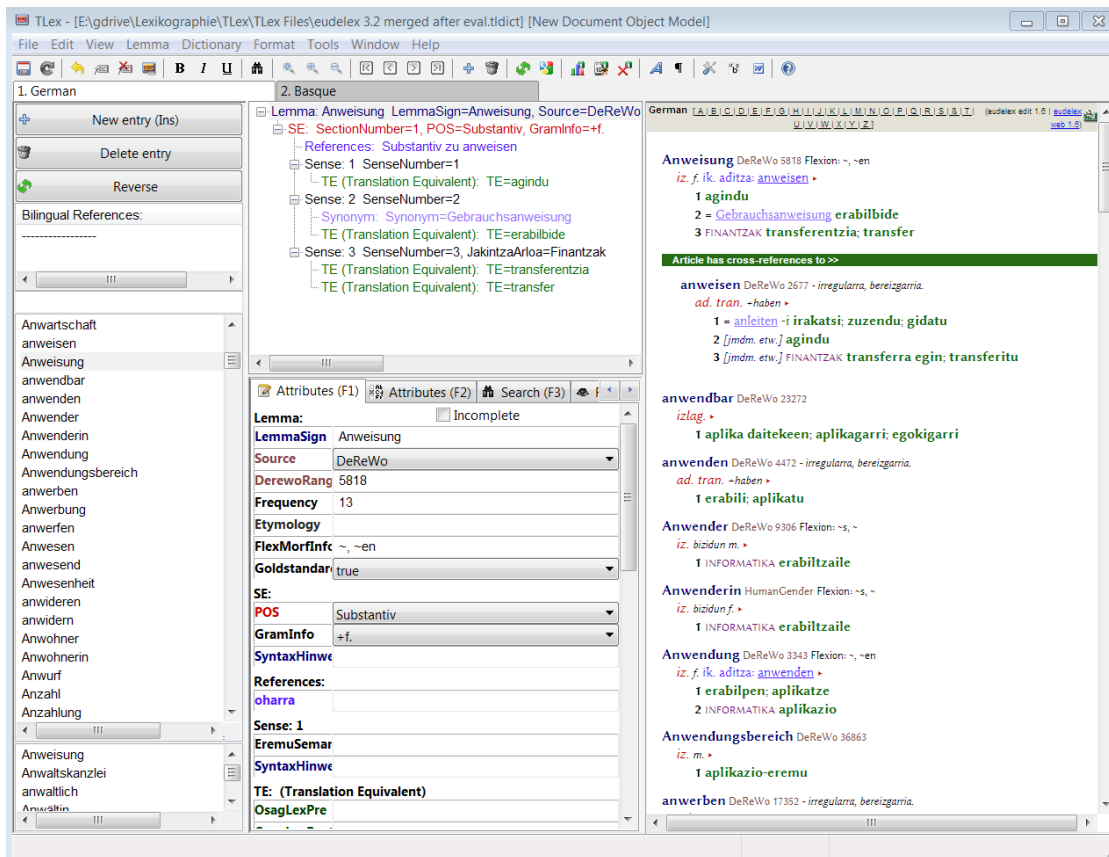 TLex - [E:\gdrive\Lexikographie\TLex\TLex Files\eudelex 3.2 merged after eval.tldict] [New Document Object Model]
File Edit View Lemma Dictionary Format Tools Window Help
B I U
1. German
2. Basque
New entry (Ins)
Delete entry
Reverse
Bilingual References:
-----------------
Anwartschaft
anweisen
Anweisung
anwendbar
anwenden
Anwender
Anwenderin
Anwendung
Anwendungsbereich
anwerben
Anwerbung
anwerfen
Anwesen
anwesend
Anwesenheit
anwideren
anwidern
Anwohner
Anwohnerin
Anwurf
Anzahl
Anzahlung
Anweisung
Anwaltskanzlei
anwaltlich
Anwältin
Lemma: Anweisung LemmaSign=Anweisung, Source=DeReWo
SE: SectionNumber=1, POS=Substantiv, GramInfo=+f.
References: Substantiv zu anweisen
Sense: 1 SenseNumber=1
TE (Translation Equivalent): TE=agindu
Sense: 2 SenseNumber=2
Synonym: Synonym=Gebrauchsanweisung
TE (Translation Equivalent): TE=erabilbide
Sense: 3 SenseNumber=3, JakintzaArloa=Finantzak
TE (Translation Equivalent): TE=transferentzia
TE (Translation Equivalent): TE=transfer
Attributes (F1) Attributes (F2) Search (F3) F
Lemma: Incomplete
LemmaSign Anweisung
Source DeReWo
DerewoRang 5818
Frequency 13
Etymology
FlexMorfInfo ~, ~en
Goldstandar true
SE:
POS Substantiv
GramInfo +f.
SyntaxHinwe
References:
oharra
Sense: 1
EremuSemar
SyntaxHinwe
TE: (Translation Equivalent)
OsagLexPre
German [ A | B | C | D | E | F | G | H | I | J | K | L | M | N | O | P | Q | R | S | ß | T | (eudelex edit 1.6 | eudelex
U | V | W | X | Y | Z ] web 1.6)
Anweisung DeReWo 5818 Flexion: ~, ~en
iz. f. ik. aditza: anweisen ▸
1 agindu
2 = Gebrauchsanweisung erabilbide
3 FINANTZAK transferentzia; transfer
Article has cross-references to >>
anweisen DeReWo 2677 - irregularra, bereizgarria.
ad. tran. +haben ▸
1 = anleiten -i irakatsi; zuzendu; gidatu
2 [jmdm. etw.] agindu
3 [jmdm. etw.] FINANTZAK transferra egin; transferitu
anwendbar DeReWo 23272
izlag. ▸
1 aplika daitekeen; aplikagarri; egokigarri
anwenden DeReWo 4472 - irregularra, bereizgarria.
ad. tran. +haben ▸
1 erabili; aplikatu
Anwender DeReWo 9306 Flexion: ~s, ~
iz. bizidun m. ▸
1 INFORMATIKA erabiltzaile
Anwenderin HumanGender Flexion: ~s, ~
iz. bizidun f. ▸
1 INFORMATIKA erabiltzaile
Anwendung DeReWo 3343 Flexion: ~, ~en
iz. f. ik. aditza: anwenden ▸
1 erabilpen; aplikatze
2 INFORMATIKA aplikazio
Anwendungsbereich DeReWo 36863
iz. m. ▸
1 aplikazio-eremu
anwerben DeReWo 17352 - irregularra, bereizgarria.